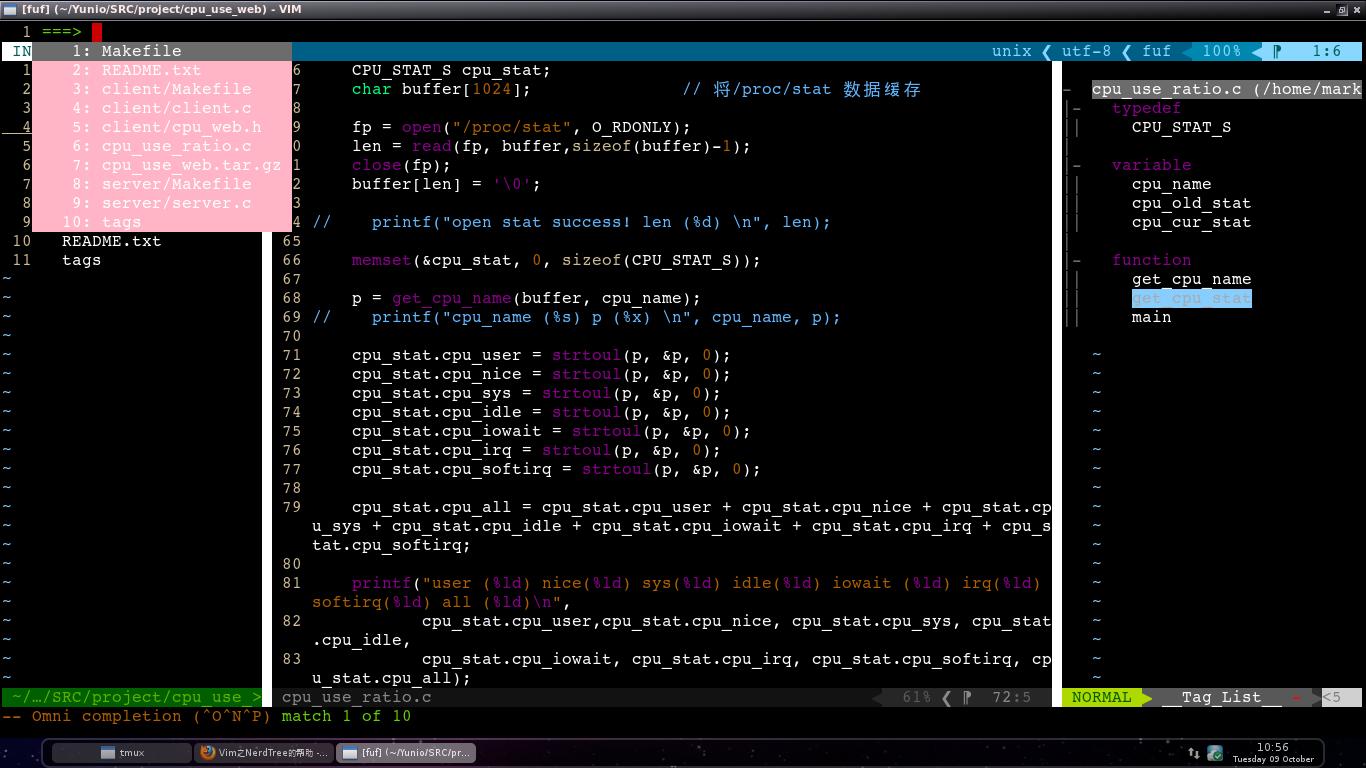 [fuf] (~/Yunio/SRC/project/cpu_use_web) - VIM
1 ===>
IN unix utf-8 fuf 100% 1:6
1: Makefile
2: README.txt
3: client/Makefile
4: client/client.c
5: client/cpu_web.h
6: cpu_use_ratio.c
7: cpu_use_web.tar.gz
8: server/Makefile
9: server/server.c
10: tags
1
2
3
4
5
6
7
8
9
10 README.txt
11 tags
6 CPU_STAT_S cpu_stat;
7 char buffer[1024]; // 将/proc/stat 数据缓存
8
9 fp = open("/proc/stat", O_RDONLY);
0 len = read(fp, buffer,sizeof(buffer)-1);
1 close(fp);
2 buffer[len] = '\0';
3
4 // printf("open stat success! len (%d) \n", len);
65
66 memset(&cpu_stat, 0, sizeof(CPU_STAT_S));
67
68 p = get_cpu_name(buffer, cpu_name);
69 // printf("cpu_name (%s) p (%x) \n", cpu_name, p);
70
71 cpu_stat.cpu_user = strtoul(p, &p, 0);
72 cpu_stat.cpu_nice = strtoul(p, &p, 0);
73 cpu_stat.cpu_sys = strtoul(p, &p, 0);
74 cpu_stat.cpu_idle = strtoul(p, &p, 0);
75 cpu_stat.cpu_iowait = strtoul(p, &p, 0);
76 cpu_stat.cpu_irq = strtoul(p, &p, 0);
77 cpu_stat.cpu_softirq = strtoul(p, &p, 0);
78
79 cpu_stat.cpu_all = cpu_stat.cpu_user + cpu_stat.cpu_nice + cpu_stat.cp
u_sys + cpu_stat.cpu_idle + cpu_stat.cpu_iowait + cpu_stat.cpu_irq + cpu_s
tat.cpu_softirq;
80
81 printf("user (%ld) nice(%ld) sys(%ld) idle(%ld) iowait (%ld) irq(%ld)
softirq(%ld) all (%ld)\n",
82 cpu_stat.cpu_user,cpu_stat.cpu_nice, cpu_stat.cpu_sys, cpu_stat
.cpu_idle,
83 cpu_stat.cpu_iowait, cpu_stat.cpu_irq, cpu_stat.cpu_softirq, cp
u_stat.cpu_all);
cpu_use_ratio.c (/home/mark
typedef
CPU_STAT_S
variable
cpu_name
cpu_old_stat
cpu_cur_stat
function
get_cpu_name
get_cpu_stat
main
~/…/SRC/project/cpu_use_ >
cpu_use_ratio.c 61% 72:5
NORMAL __Tag_List__ - <5
-- Omni completion (^O^N^P) match 1 of 10
tmux
Vim之NerdTree的帮助 -...
[fuf] (~/Yunio/SRC/pr...
10:56
Tuesday 09 October